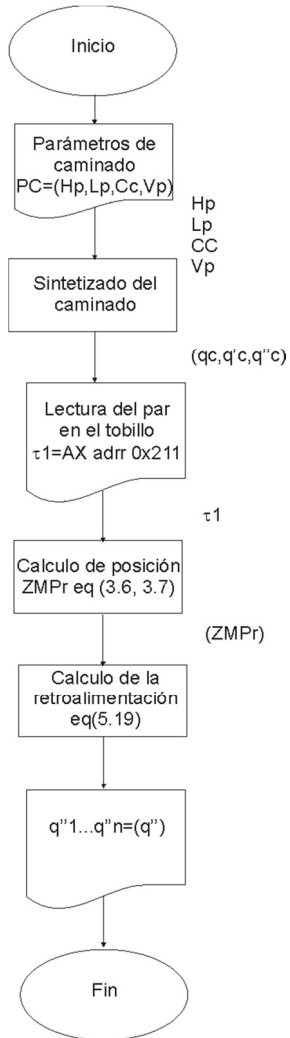 Inicio
Parámetros de
caminado
PC=(Hp,Lp,Cc,Vp)
Hp
Lp
CC
Vp
Sintetizado del
caminado
(qc,q'c,q''c)
Lectura del par
en el tobillo
τ1=AX adrr 0x211
τ1
Calculo de posición
ZMPr eq (3.6, 3.7)
(ZMPr)
Calculo de la
retroalimentación
eq(5.19)
q''1...q''n=(q'')
Fin